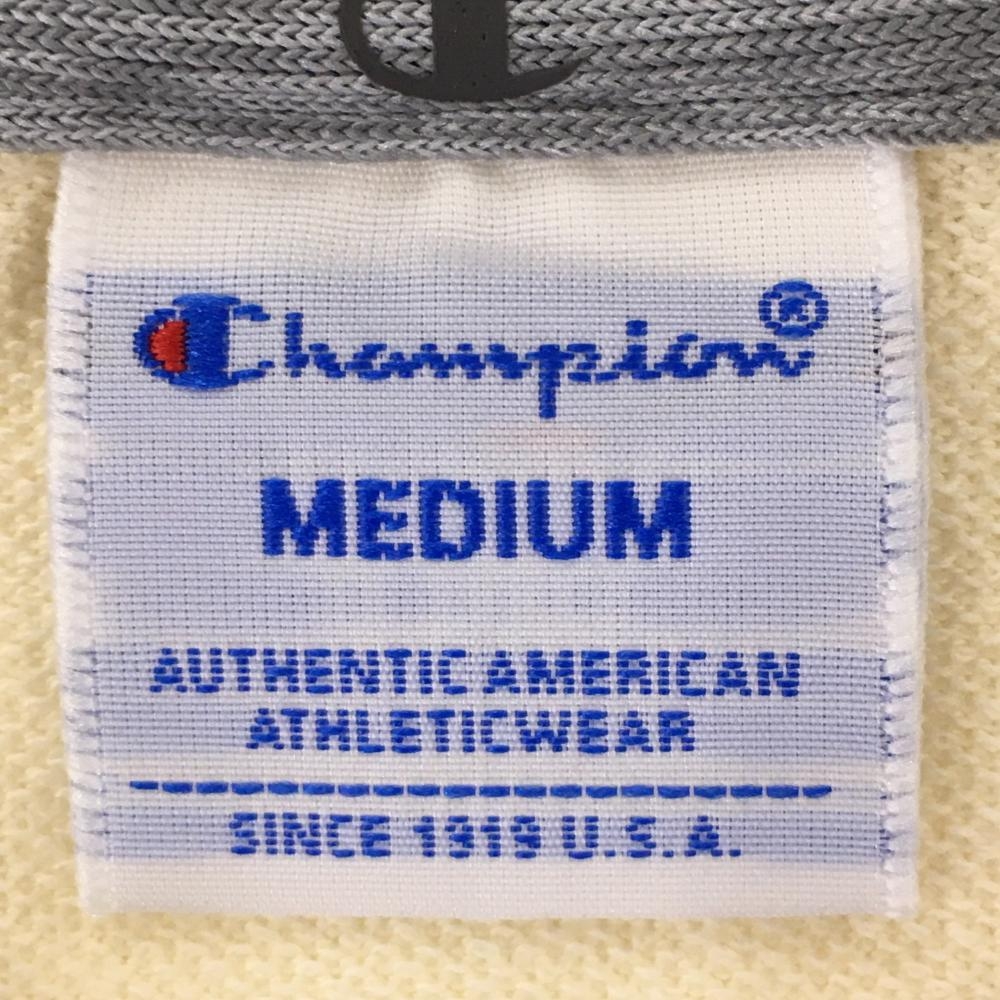 Champion®
MEDIUM
AUTHENTIC AMERICAN
ATHLETICWEAR
SINCE 1919 U.S.A.